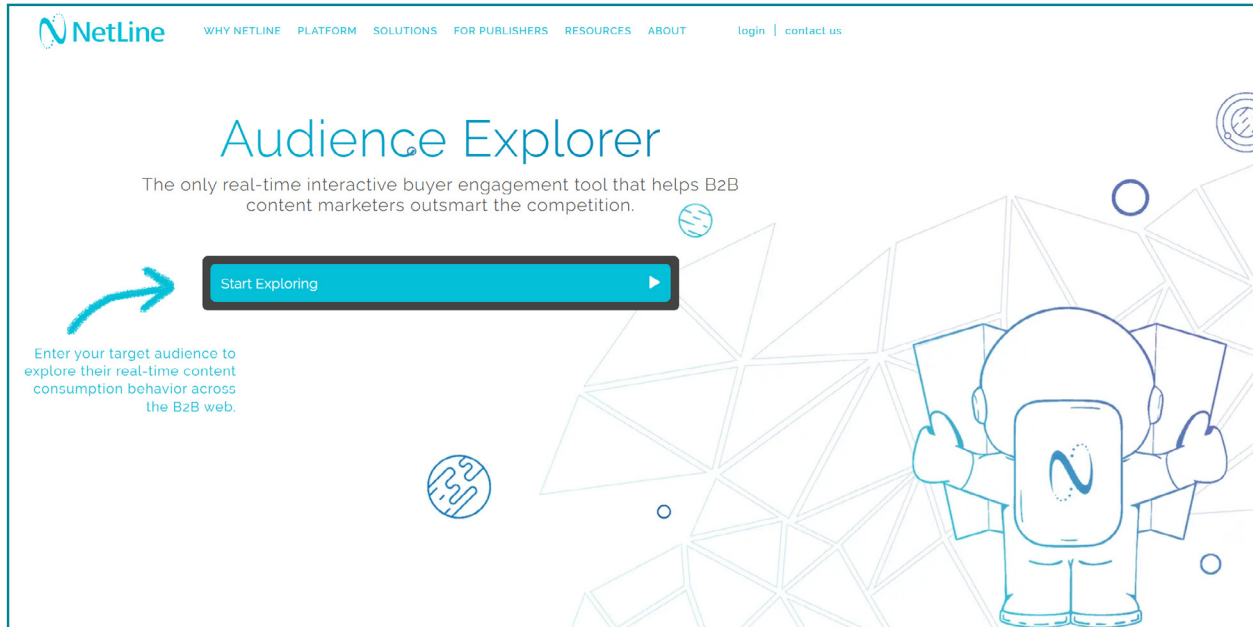 NetLine
WHY NETLINE PLATFORM SOLUTIONS FOR PUBLISHERS RESOURCES ABOUT login | contact us
Audience Explorer
The only real-time interactive buyer engagement tool that helps B2B
content marketers outsmart the competition.
Start Exploring
Enter your target audience to
explore their real-time content
consumption behavior across
the B2B web.